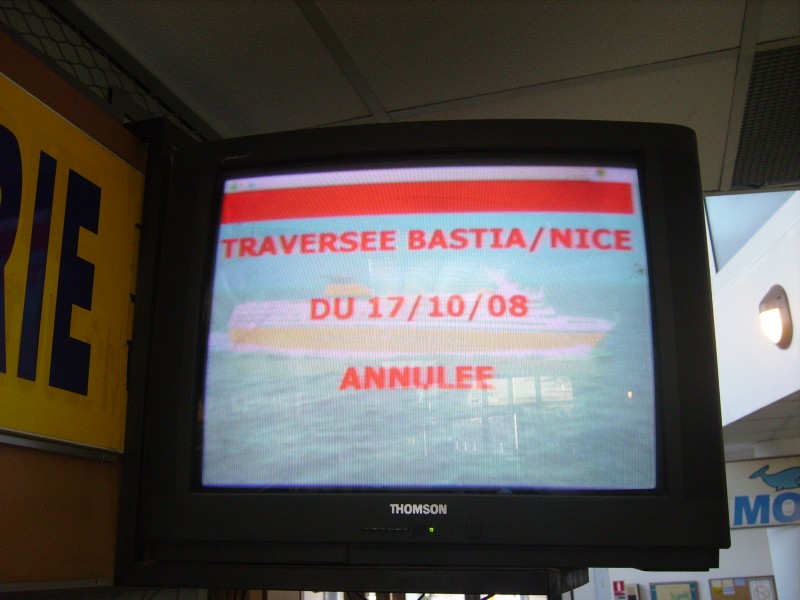 RIE
TRAVERSEE BASTIA/NICE
DU 17/10/08
ANNULEE
THOMSON
MO